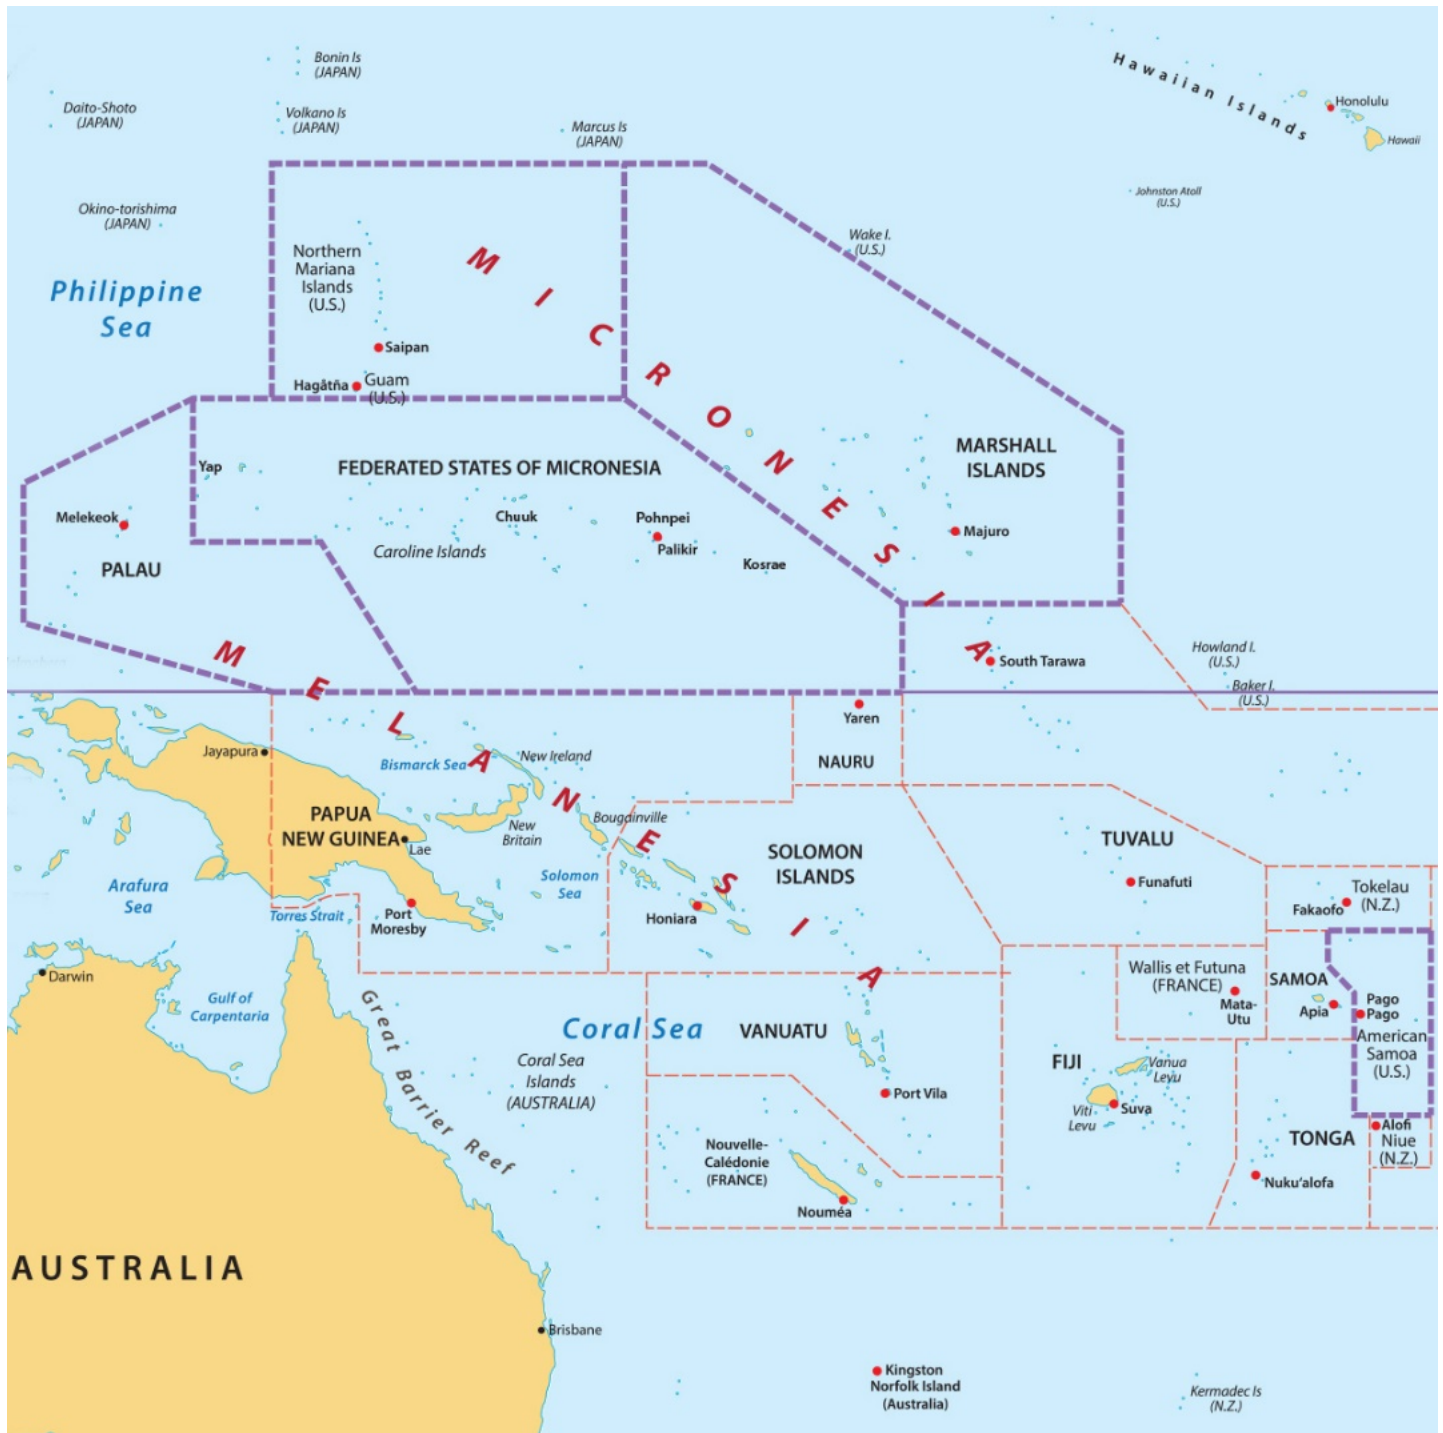 Bonin Is
(JAPAN)
Hawaiian Islands
Honolulu
Hawaii
Daito-Shoto
(JAPAN)
Volkano Is
(JAPAN)
Marcus Is
(JAPAN)
Johnston Atoll
(U.S.)
Okino-torishima
(JAPAN)
Wake I.
(U.S.)
Northern
Mariana
Islands
(U.S.)
MICRONESIA
Philippine
Sea
Saipan
Hagåtña
Guam
(U.S.)
MARSHALL
ISLANDS
Yap
FEDERATED STATES OF MICRONESIA
Melekeok
Chuuk
Pohnpei
Palikir
Majuro
Caroline Islands
Kosrae
PALAU
MELANESIA
South Tarawa
Howland I.
(U.S.)
Baker I.
(U.S.)
Yaren
NAURU
Jayapura
Bismarck Sea
New Ireland
PAPUA
NEW GUINEA
Lae
New
Britain
Bougainville
SOLOMON
ISLANDS
TUVALU
Funafuti
Arafura
Sea
Solomon
Sea
Tokelau
(N.Z.)
Fakaofo
Torres Strait
Port
Moresby
Honiara
Darwin
Wallis et Futuna
(FRANCE)
Mata-
Utu
SAMOA
Apia
Pago
Pago
American
Samoa
(U.S.)
Gulf of
Carpentaria
Great Barrier Reef
Coral Sea
VANUATU
Coral Sea
Islands
(AUSTRALIA)
FIJI
Vanua
Levu
Viti
Levu
Suva
Port Vila
Nouvelle-
Calédonie
(FRANCE)
Nouméa
TONGA
Alofi
Niue
(N.Z.)
Nuku'alofa
AUSTRALIA
Brisbane
Kingston
Norfolk Island
(Australia)
Kermadec Is
(N.Z.)